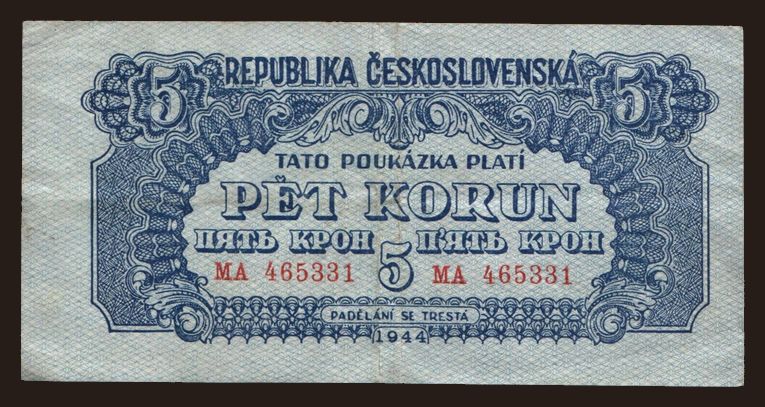 5 REPUBLIKA ČESKOSLOVENSKÁ 5
TATO POUKÁZKA PLATÍ
PĚT KORUN
ПЯТЬ КРОН 5 П'ЯТЬ КРОН
MA 465331 MA 465331
PADĚLÁNÍ SE TRESTÁ
1944